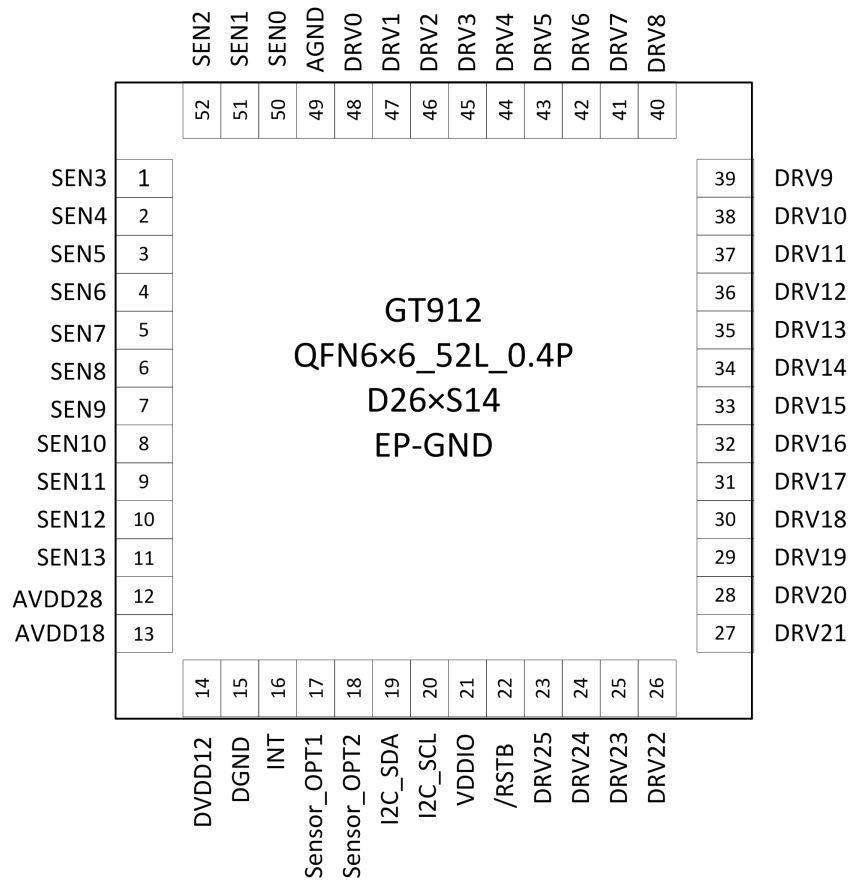 SEN2
SEN1
SEN0
AGND
DRV0
DRV1
DRV2
DRV3
DRV4
DRV5
DRV6
DRV7
DRV8
52
51
50
49
48
47
46
45
44
43
42
41
40
SEN3 1
SEN4 2
SEN5 3
SEN6 4
SEN7 5
SEN8 6
SEN9 7
SEN10 8
SEN11 9
SEN12 10
SEN13 11
AVDD28 12
AVDD18 13
GT912
QFN6×6_52L_0.4P
D26×S14
EP-GND
39 DRV9
38 DRV10
37 DRV11
36 DRV12
35 DRV13
34 DRV14
33 DRV15
32 DRV16
31 DRV17
30 DRV18
29 DRV19
28 DRV20
27 DRV21
14
15
16
17
18
19
20
21
22
23
24
25
26
DVDD12
DGND
INT
Sensor_OPT1
Sensor_OPT2
I2C_SDA
I2C_SCL
VDDIO
/RSTB
DRV25
DRV24
DRV23
DRV22